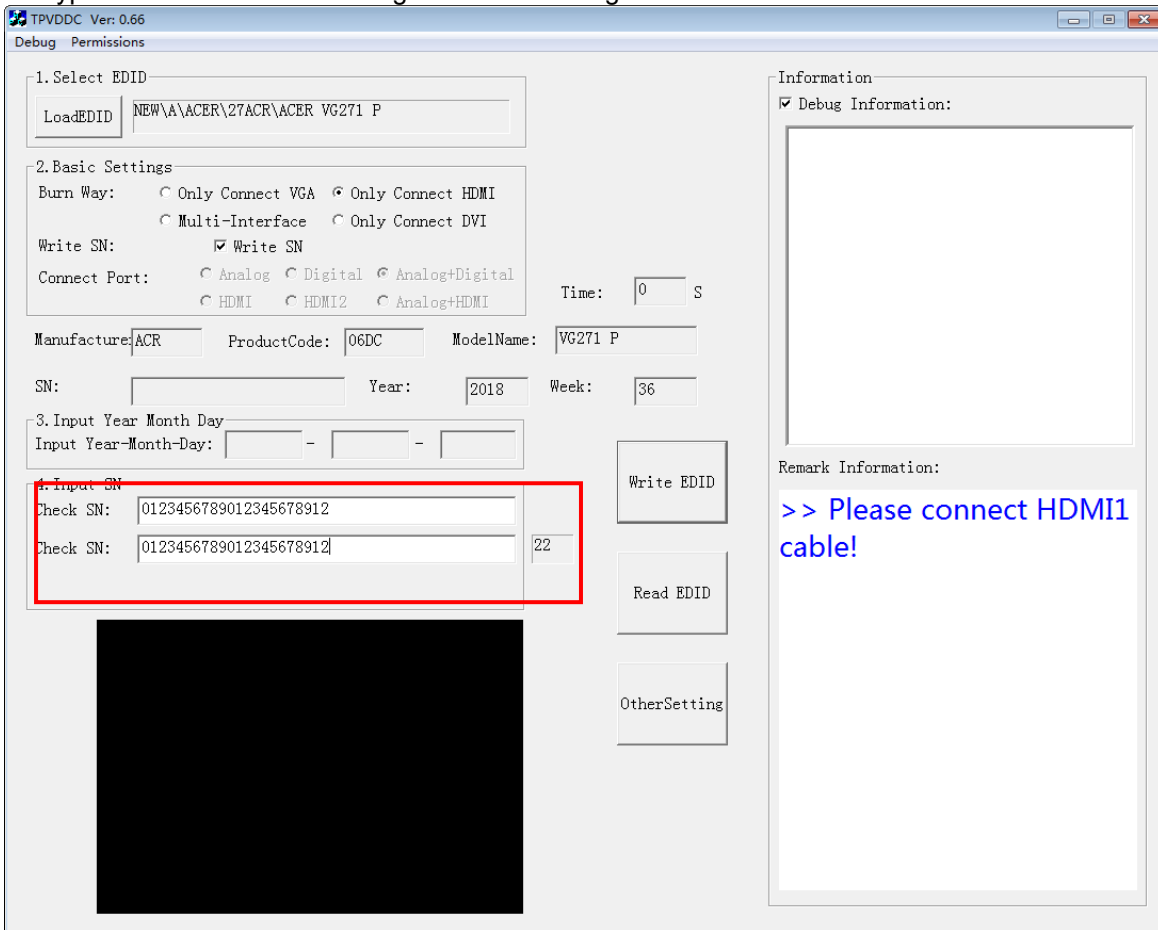 TPVDDC Ver: 0.66
Debug Permissions
1.Select EDID
LoadEDID NEW\A\ACER\27ACR\ACER VG271 P
2.Basic Settings
Burn Way: Only Connect VGA Only Connect HDMI
Multi-Interface Only Connect DVI
Write SN: Write SN
Connect Port: Analog Digital Analog+Digital
HDMI HDMI2 Analog+HDMI
Time: 0 S
Manufacture: ACR ProductCode: 06DC ModelName: VG271 P
SN: Year: 2018 Week: 36
3.Input Year Month Day
Input Year-Month-Day: - -
4.Input SN
Check SN: 0123456789012345678912
Check SN: 0123456789012345678912 22
Write EDID
Read EDID
OtherSetting
Information
Debug Information:
Remark Information:
>> Please connect HDMI1
cable!